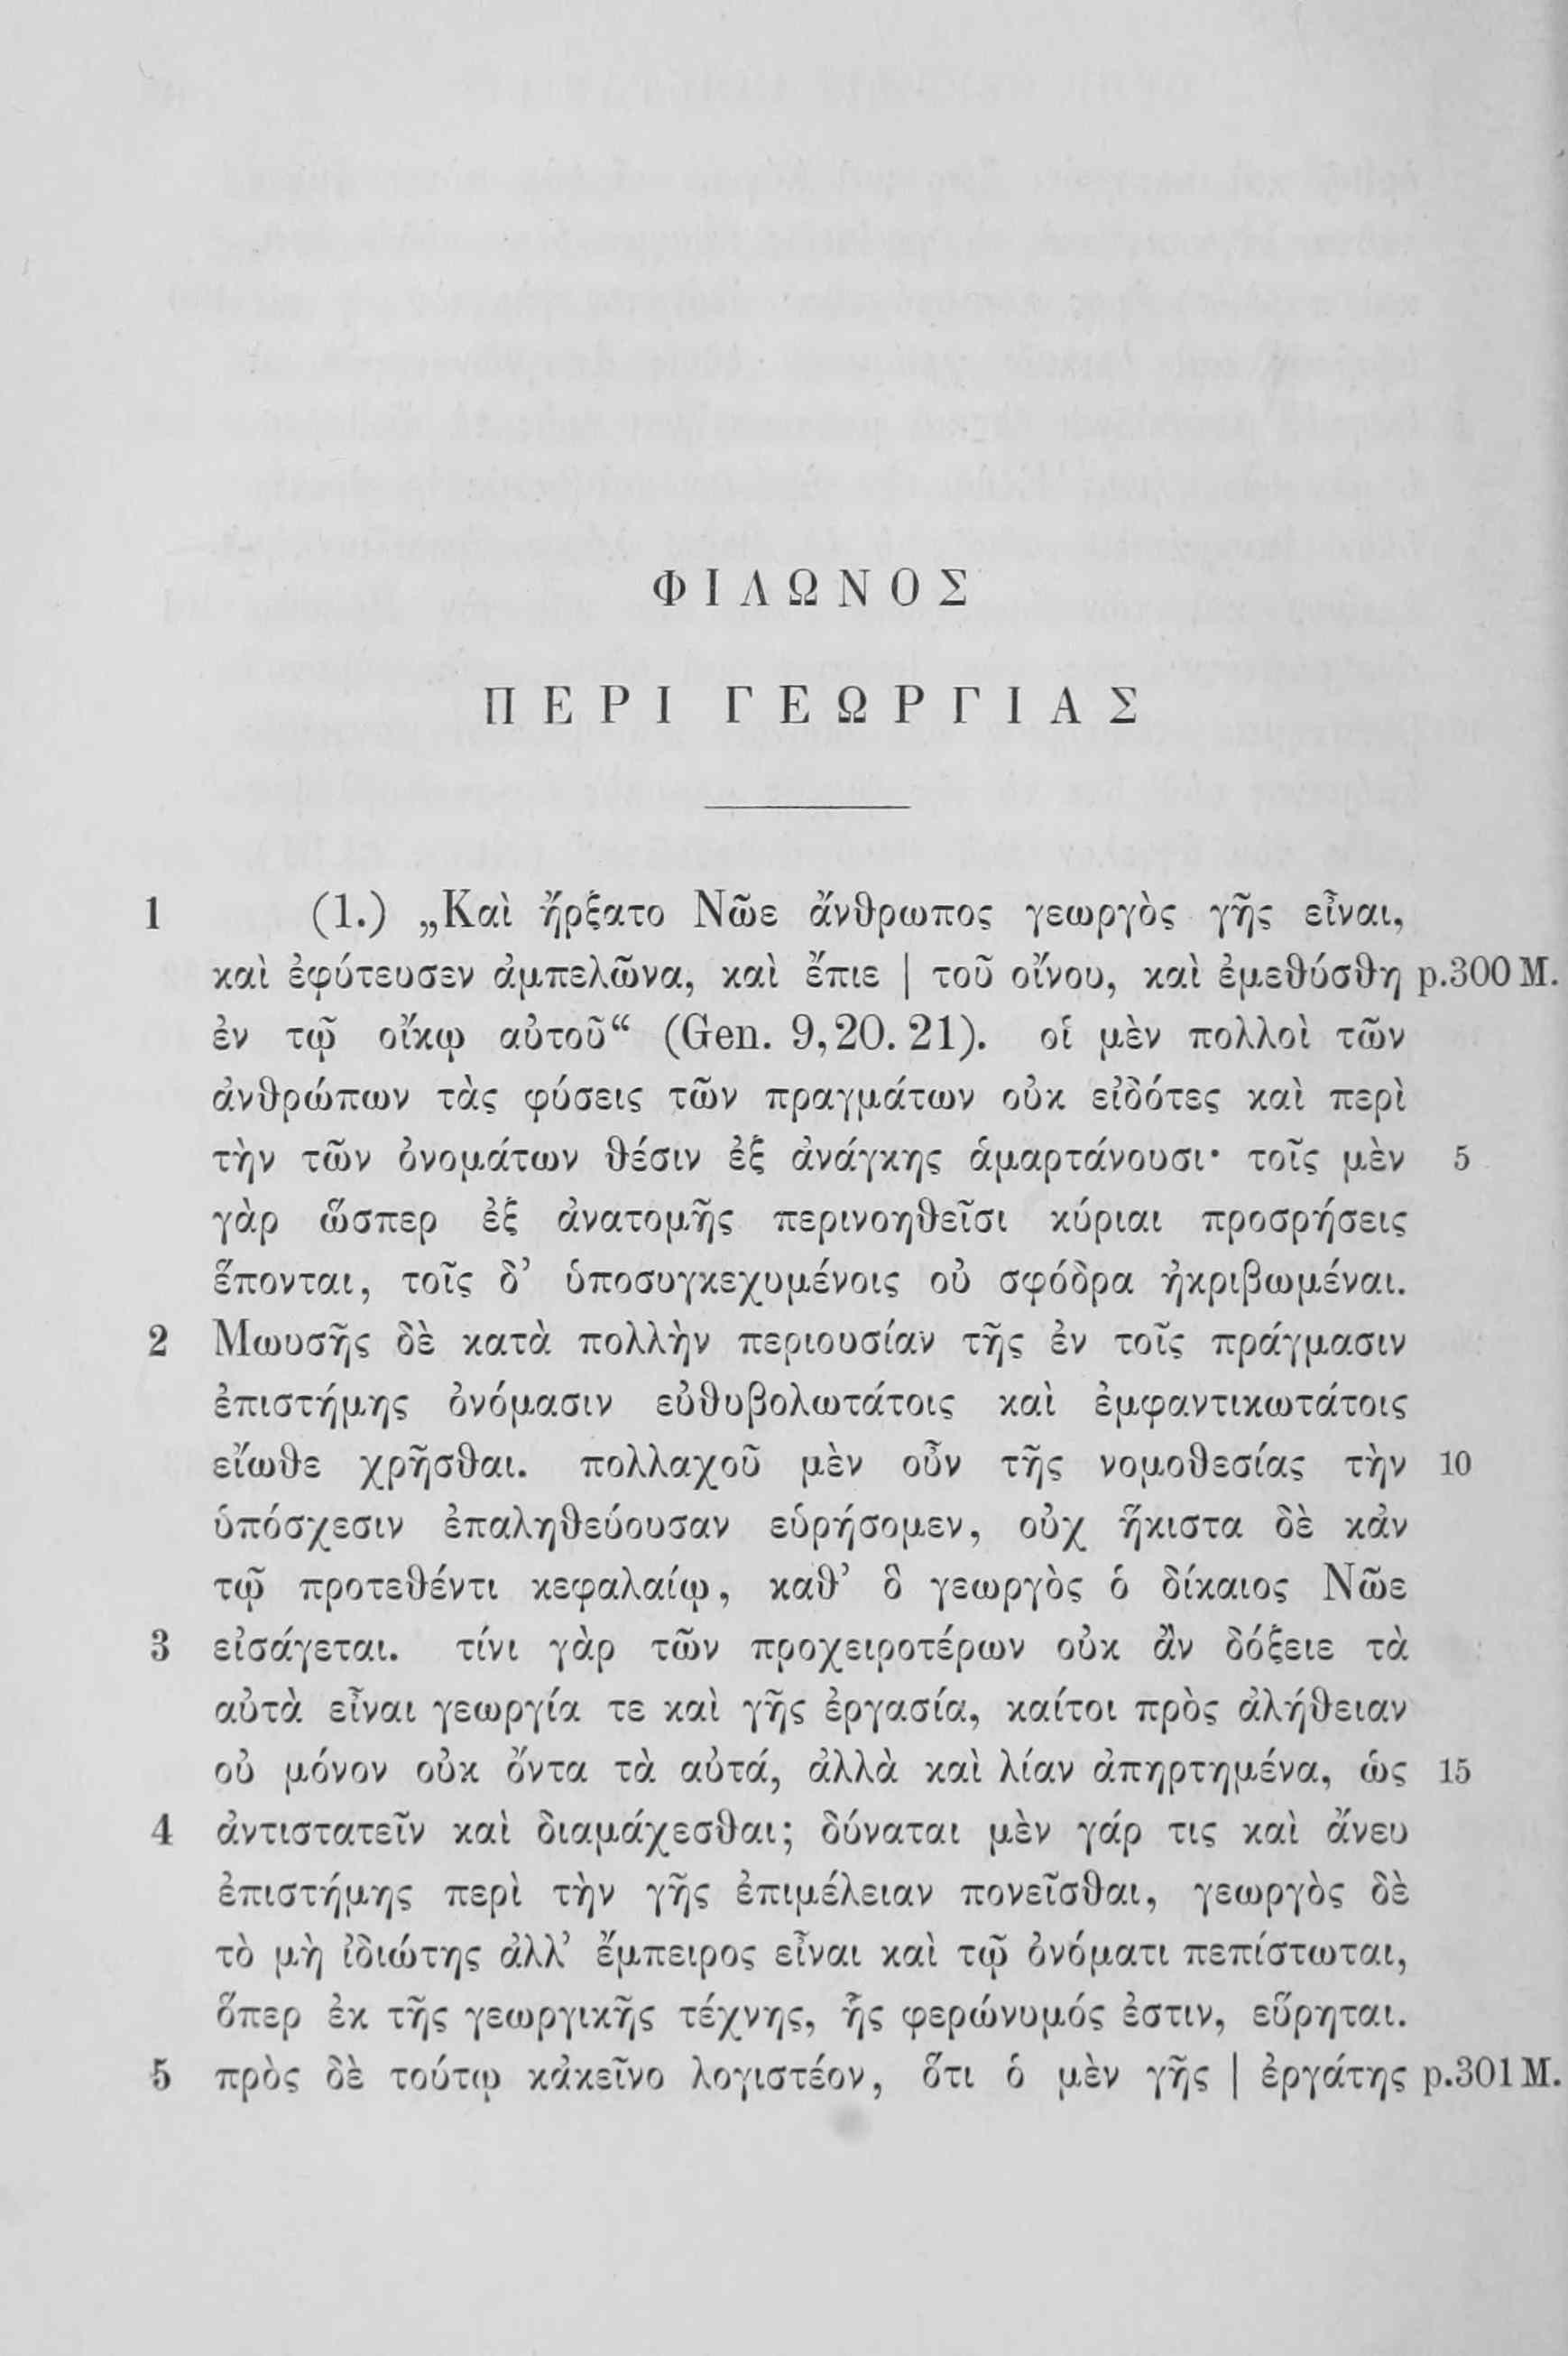 ΦΙΛΩΝΟΣ
ΠΕΡΙ ΓΕΩΡΓΙΑΣ
1 (1.) „Καὶ ἤρξατο Νῶε ἄνθρωπος γεωργὸς γῆς εἶναι,
καὶ ἐφύτευσεν ἀμπελῶνα, καὶ ἔπιε | τοῦ οἴνου, καὶ ἐμεθύσθη p.300 M.
ἐν τῷ οἴκῳ αὐτοῦ“ (Gen. 9,20. 21). οἱ μὲν πολλοὶ τῶν
ἀνθρώπων τὰς φύσεις τῶν πραγμάτων οὐκ εἰδότες καὶ περὶ
τὴν τῶν ὀνομάτων θέσιν ἐξ ἀνάγκης ἁμαρτάνουσι· τοῖς μὲν 5
γὰρ ὥσπερ ἐξ ἀνατομῆς περινοηθεῖσι κύριαι προσρήσεις
ἕπονται, τοῖς δ’ ὑποσυγκεχυμένοις οὐ σφόδρα ἠκριβωμέναι.
2 Μωυσῆς δὲ κατὰ πολλὴν περιουσίαν τῆς ἐν τοῖς πράγμασιν
ἐπιστήμης ὀνόμασιν εὐθυβολωτάτοις καὶ ἐμφαντικωτάτοις
εἴωθε χρῆσθαι. πολλαχοῦ μὲν οὖν τῆς νομοθεσίας τὴν 10
ὑπόσχεσιν ἐπαληθεύουσαν εὑρήσομεν, οὐχ ἥκιστα δὲ κἀν
τῷ προτεθέντι κεφαλαίῳ, καθ’ ὃ γεωργὸς ὁ δίκαιος Νῶε
3 εἰσάγεται. τίνι γὰρ τῶν προχειροτέρων οὐκ ἂν δόξειε τὰ
αὐτὰ εἶναι γεωργία τε καὶ γῆς ἐργασία, καίτοι πρὸς ἀλήθειαν
οὐ μόνον οὐκ ὄντα τὰ αὐτά, ἀλλὰ καὶ λίαν ἀπηρτημένα, ὡς 15
4 ἀντιστατεῖν καὶ διαμάχεσθαι; δύναται μὲν γάρ τις καὶ ἄνευ
ἐπιστήμης περὶ τὴν γῆς ἐπιμέλειαν πονεῖσθαι, γεωργὸς δὲ
τὸ μὴ ἰδιώτης ἀλλ’ ἔμπειρος εἶναι καὶ τῷ ὀνόματι πεπίστωται,
ὅπερ ἐκ τῆς γεωργικῆς τέχνης, ἧς φερώνυμός ἐστιν, εὕρηται.
5 πρὸς δὲ τούτῳ κἀκεῖνο λογιστέον, ὅτι ὁ μὲν γῆς | ἐργάτης p.301 M.